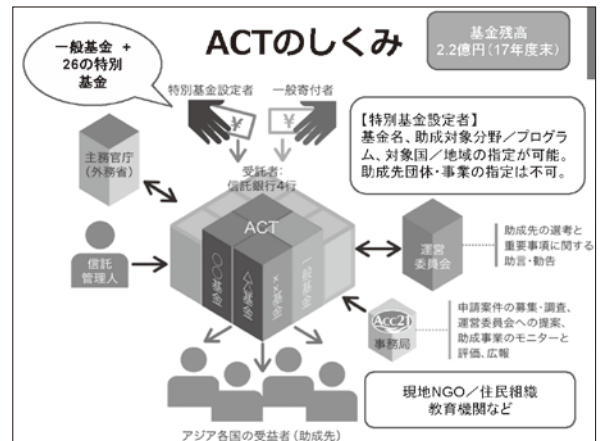 ACTのしくみ
基金残高
2.2億円(17年度末)
一般基金 +
26の特別
基金
特別基金設定者
一般寄付者
¥
¥
【特別基金設定者】
基金名、助成対象分野/プログラ
ム、対象国/地域の指定が可能。
助成先団体・事業の指定は不可。
主務官庁
(外務省)
受託者:
信託銀行4行
ACT
〇〇基金
△△基金
××基金
一般基金
信託
管理人
運営
委員会
助成先の選考と
重要事項に関する
助言・勧告
Acc21
事務局
申請案件の募集・調査、
運営委員会への提案、
助成事業のモニターと
評価、広報
現地NGO/住民組織
教育機関など
アジア各国の受益者(助成先)